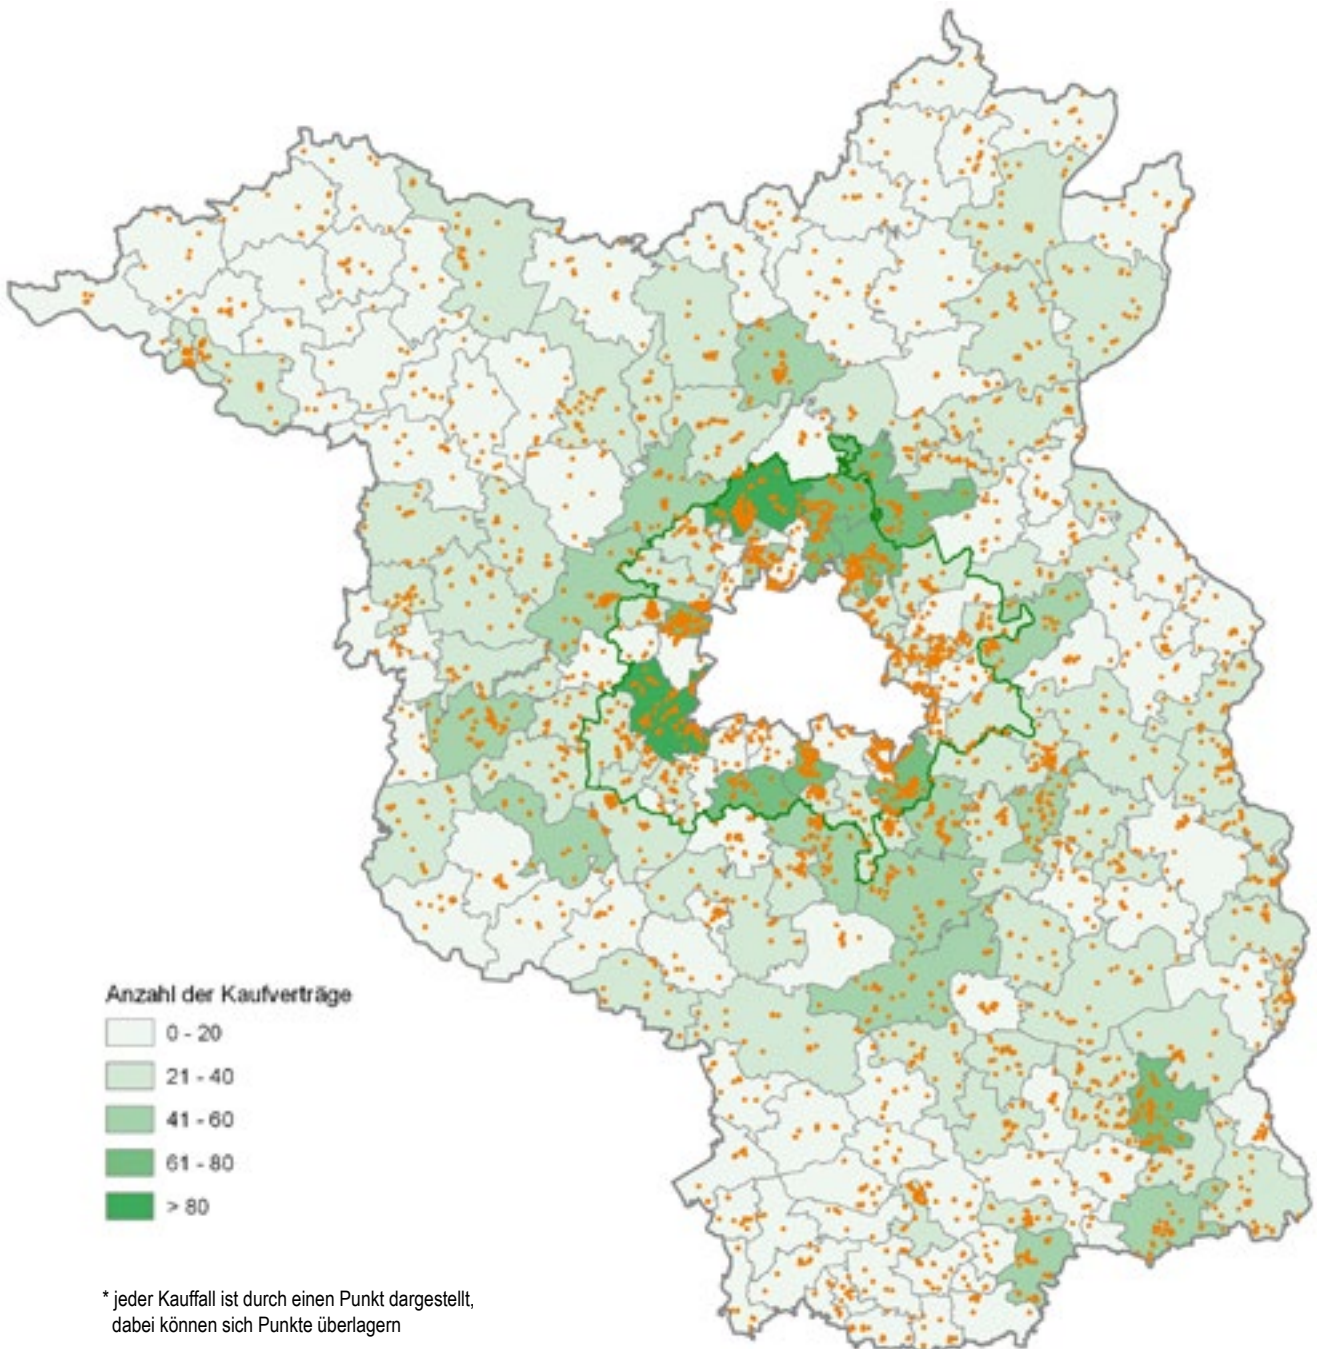 Anzahl der Kaufverträge
0 - 20
21 - 40
41 - 60
61 - 80
> 80
* jeder Kauffall ist durch einen Punkt dargestellt,
dabei können sich Punkte überlagern